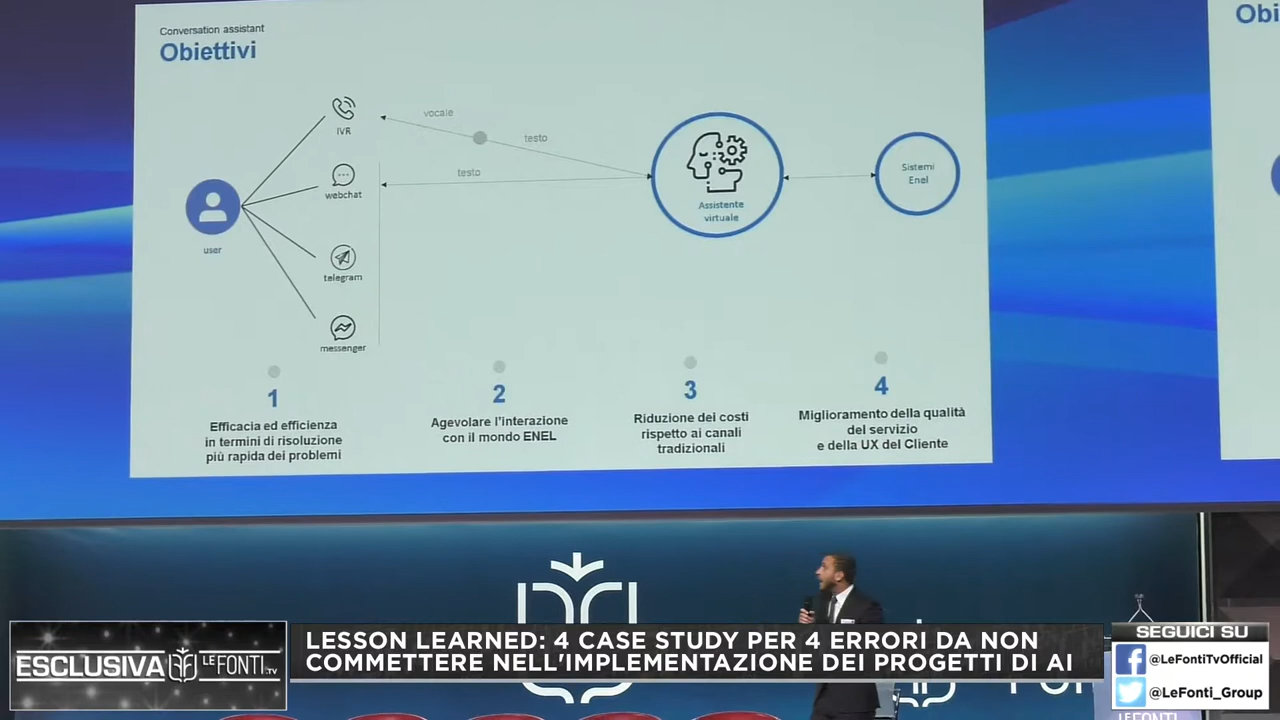 Conversation assistant
Obiettivi
Obi
IVR
vocale
testo
testo
webchat
user
telegram
messenger
Assistente
virtuale
Sistemi
Enel
1
Efficacia ed efficienza
in termini di risoluzione
più rapida dei problemi
2
Agevolare l'interazione
con il mondo ENEL
3
Riduzione dei costi
rispetto ai canali
tradizionali
4
Miglioramento della qualità
del servizio
e della UX del Cliente
ESCLUSIVA LE FONTI.TV
LESSON LEARNED: 4 CASE STUDY PER 4 ERRORI DA NON
COMMETTERE NELL'IMPLEMENTAZIONE DEI PROGETTI DI AI
SEGUICI SU
@LeFontiTvOfficial
@LeFonti_Group
LEFONTI